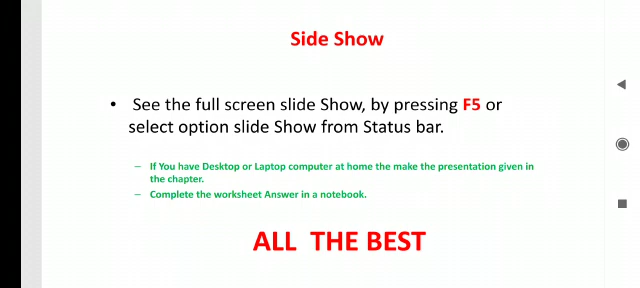 Side Show
• See the full screen slide Show, by pressing F5 or
select option slide Show from Status bar.
– If You have Desktop or Laptop computer at home the make the presentation given in
the chapter.
– Complete the worksheet Answer in a notebook.
ALL THE BEST